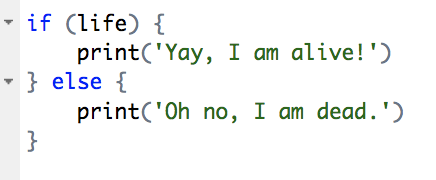 if (life) {
    print('Yay, I am alive!')
} else {
    print('Oh no, I am dead.')
}